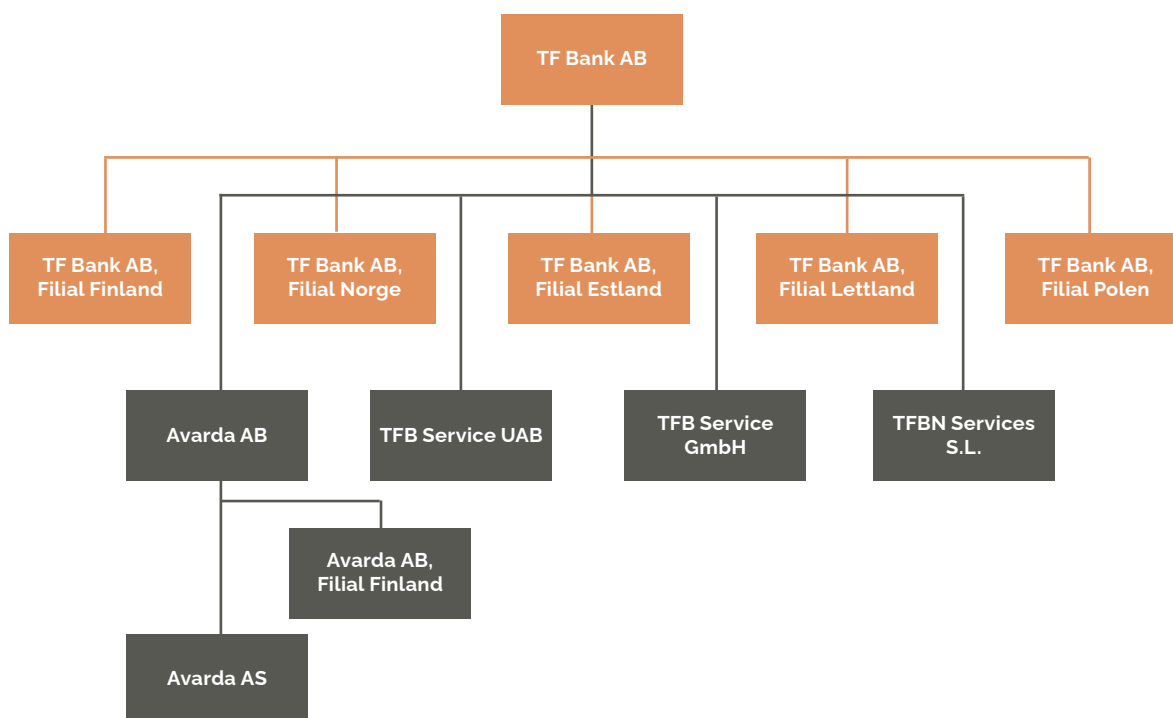 TF Bank AB
TF Bank AB,
Filial Finland
TF Bank AB,
Filial Norge
TF Bank AB,
Filial Estland
TF Bank AB,
Filial Lettland
TF Bank AB,
Filial Polen
Avarda AB
TFB Service UAB
TFB Service
GmbH
TFBN Services
S.L.
Avarda AB,
Filial Finland
Avarda AS